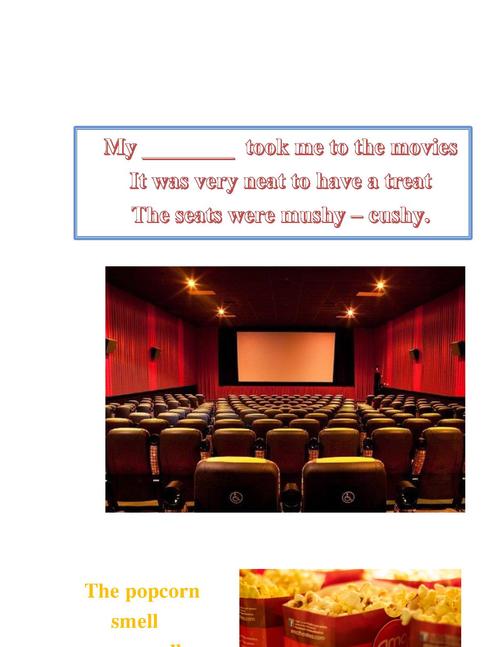 My ________ took me to the movies
It was very neat to have a treat
The seats were mushy – cushy.
The popcorn
smell
amc